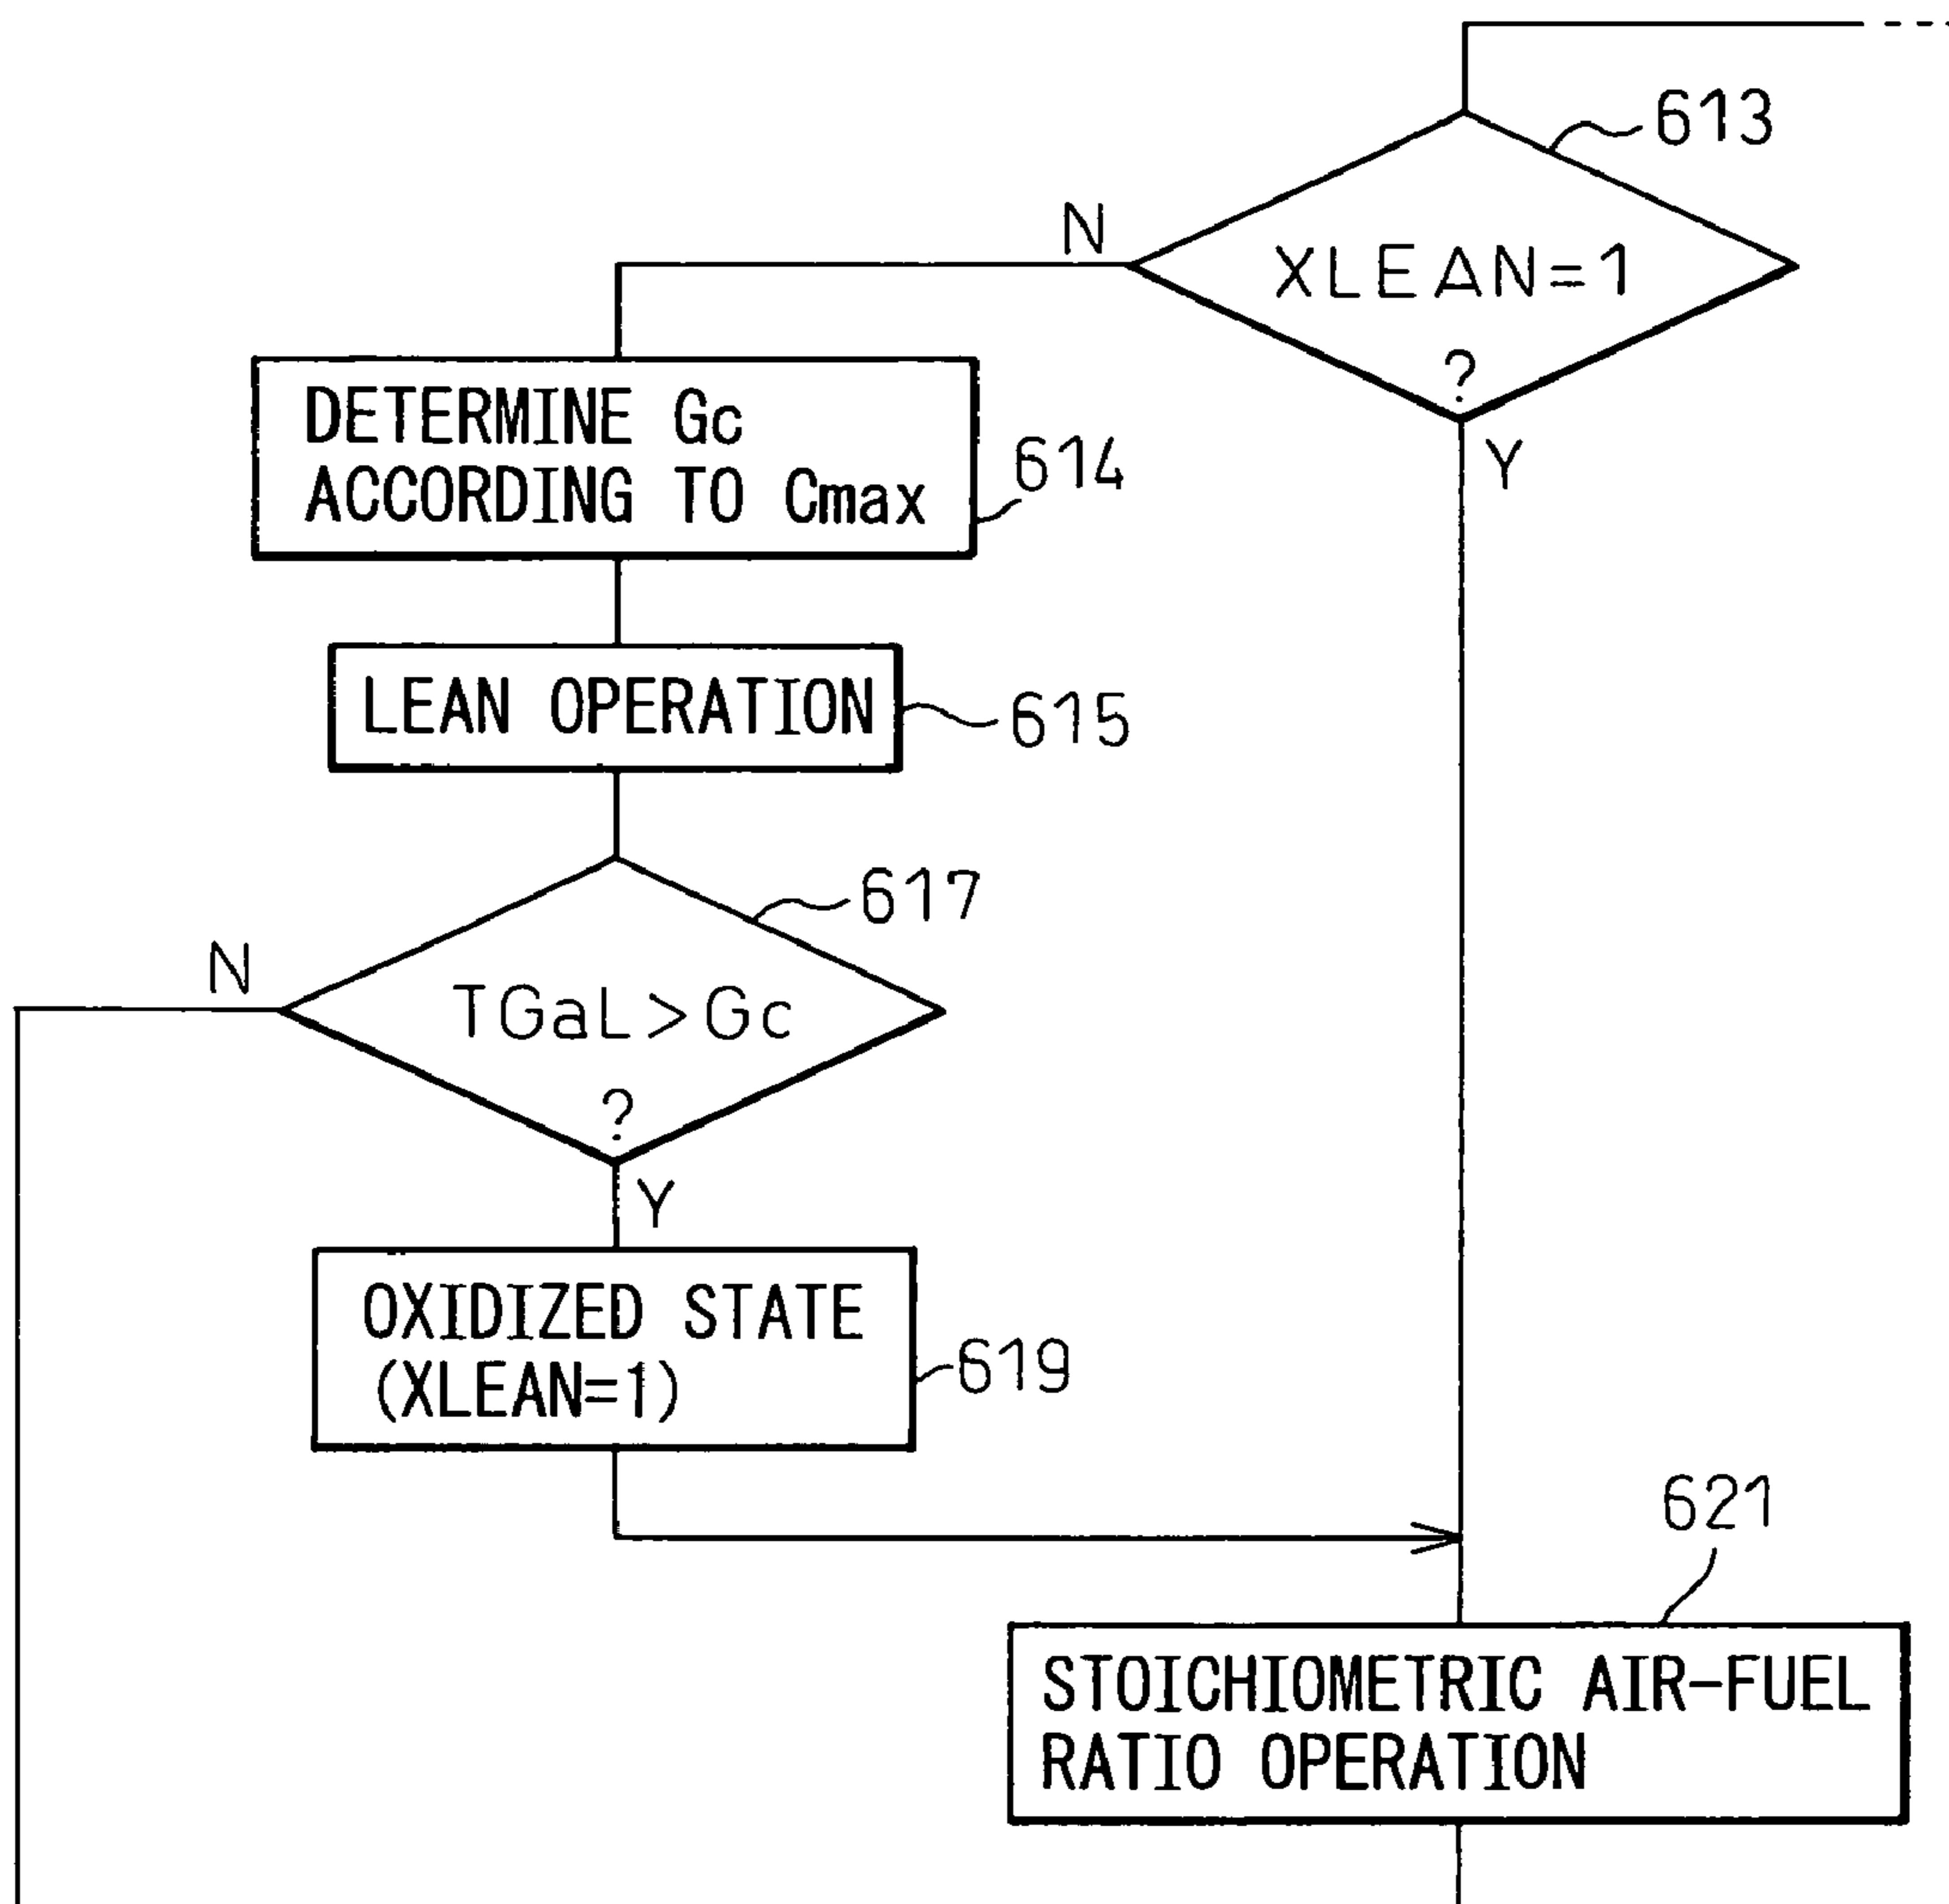 613
N
XLEAN=1
?
Y
DETERMINE Gc
ACCORDING TO Cmax
614
LEAN OPERATION
615
617
N
TGaL>Gc
?
Y
OXIDIZED STATE
(XLEAN=1)
619
621
STOICHIOMETRIC AIR-FUEL
RATIO OPERATION